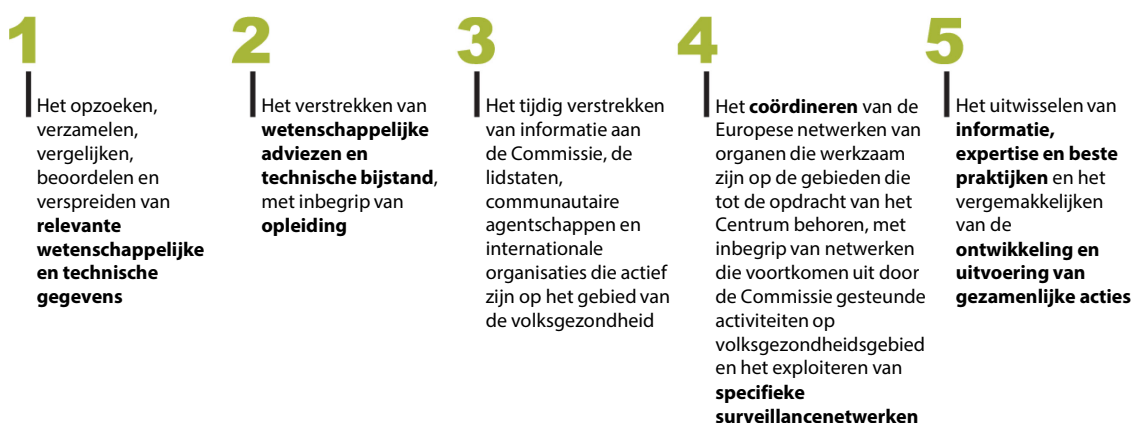 1
Het opzoeken,
verzamelen,
vergelijken,
beoordelen en
verspreiden van
relevante
wetenschappelijke
en technische
gegevens
2
Het verstrekken van
wetenschappelijke
adviezen en
technische bijstand,
met inbegrip van
opleiding
3
Het tijdig verstrekken
van informatie aan
de Commissie, de
lidstaten,
communautaire
agentschappen en
internationale
organisaties die actief
zijn op het gebied van
de volksgezondheid
4
Het coördineren van de
Europese netwerken van
organen die werkzaam
zijn op de gebieden die
tot de opdracht van het
Centrum behoren, met
inbegrip van netwerken
die voortkomen uit door
de Commissie gesteunde
activiteiten op
volksgezondheidsgebied
en het exploiteren van
specifieke
surveillancenetwerken
5
Het uitwisselen van
informatie,
expertise en beste
praktijken en het
vergemakkelijken
van de
ontwikkeling en
uitvoering van
gezamenlijke acties